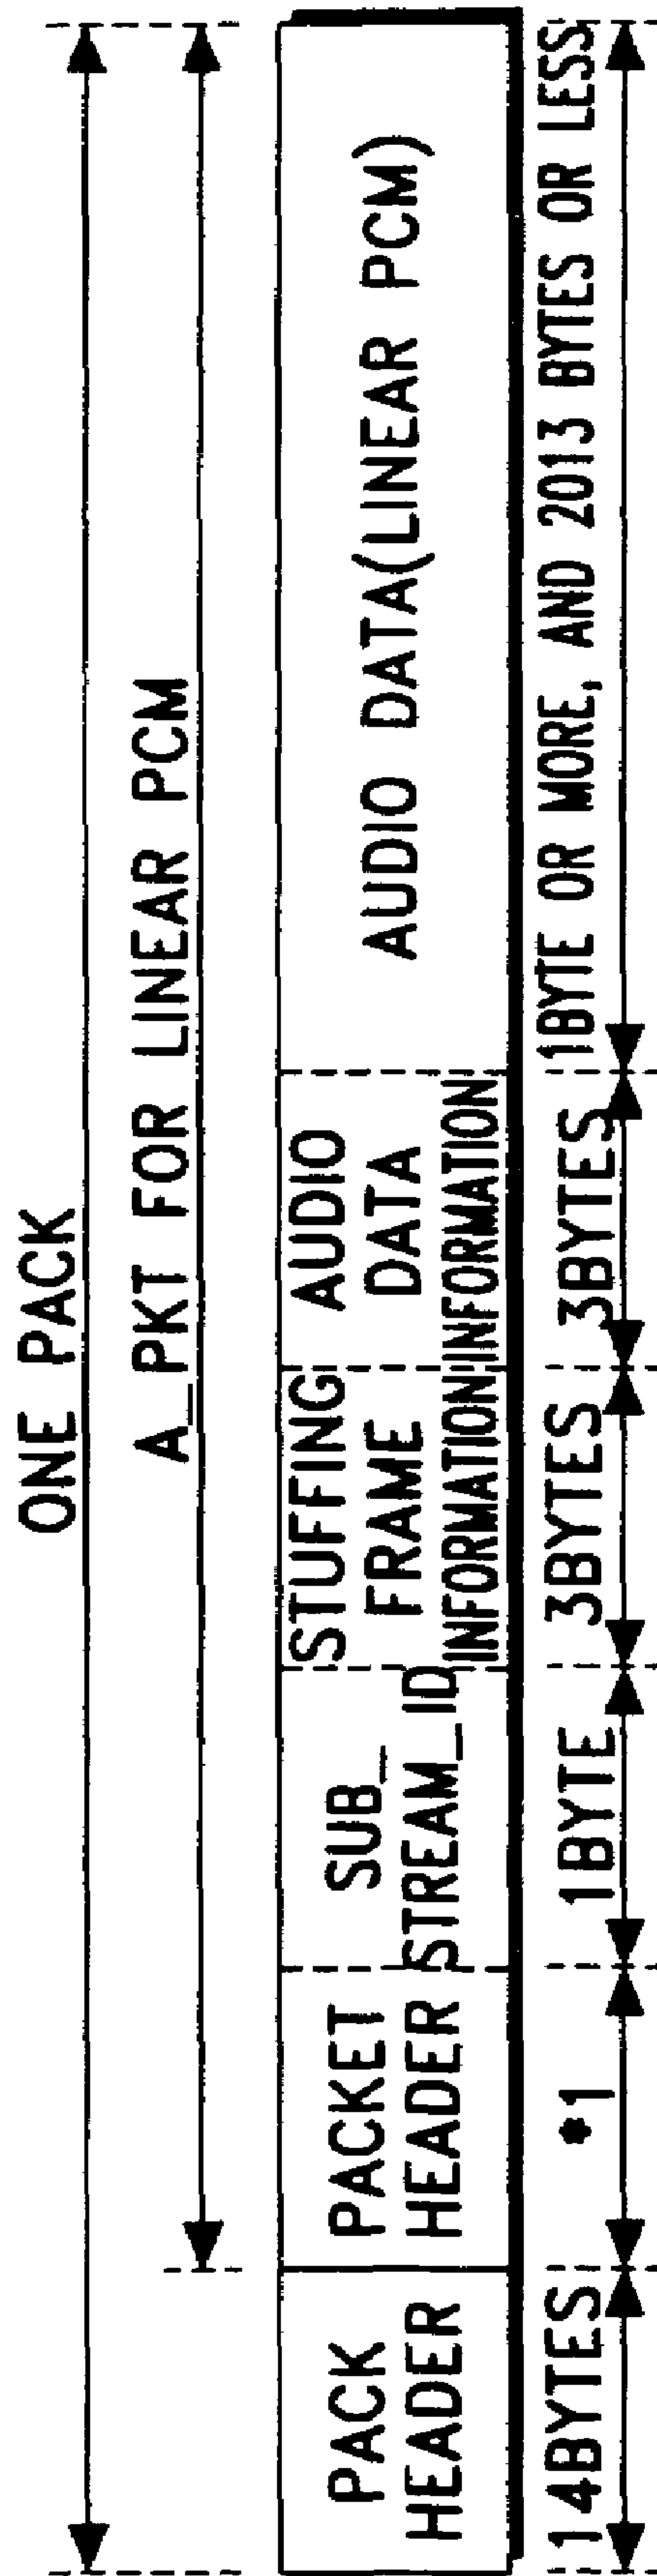 ONE PACK
A_PKT FOR LINEAR PCM
PACK
HEADER
PACKET
HEADER
SUB_
STREAM_ID
STUFFING
FRAME
INFORMATION
AUDIO
DATA
INFORMATION
AUDIO DATA(LINEAR PCM)
14BYTES
*1
1BYTE
3BYTES
3BYTES
1BYTE OR MORE, AND 2013 BYTES OR LESS